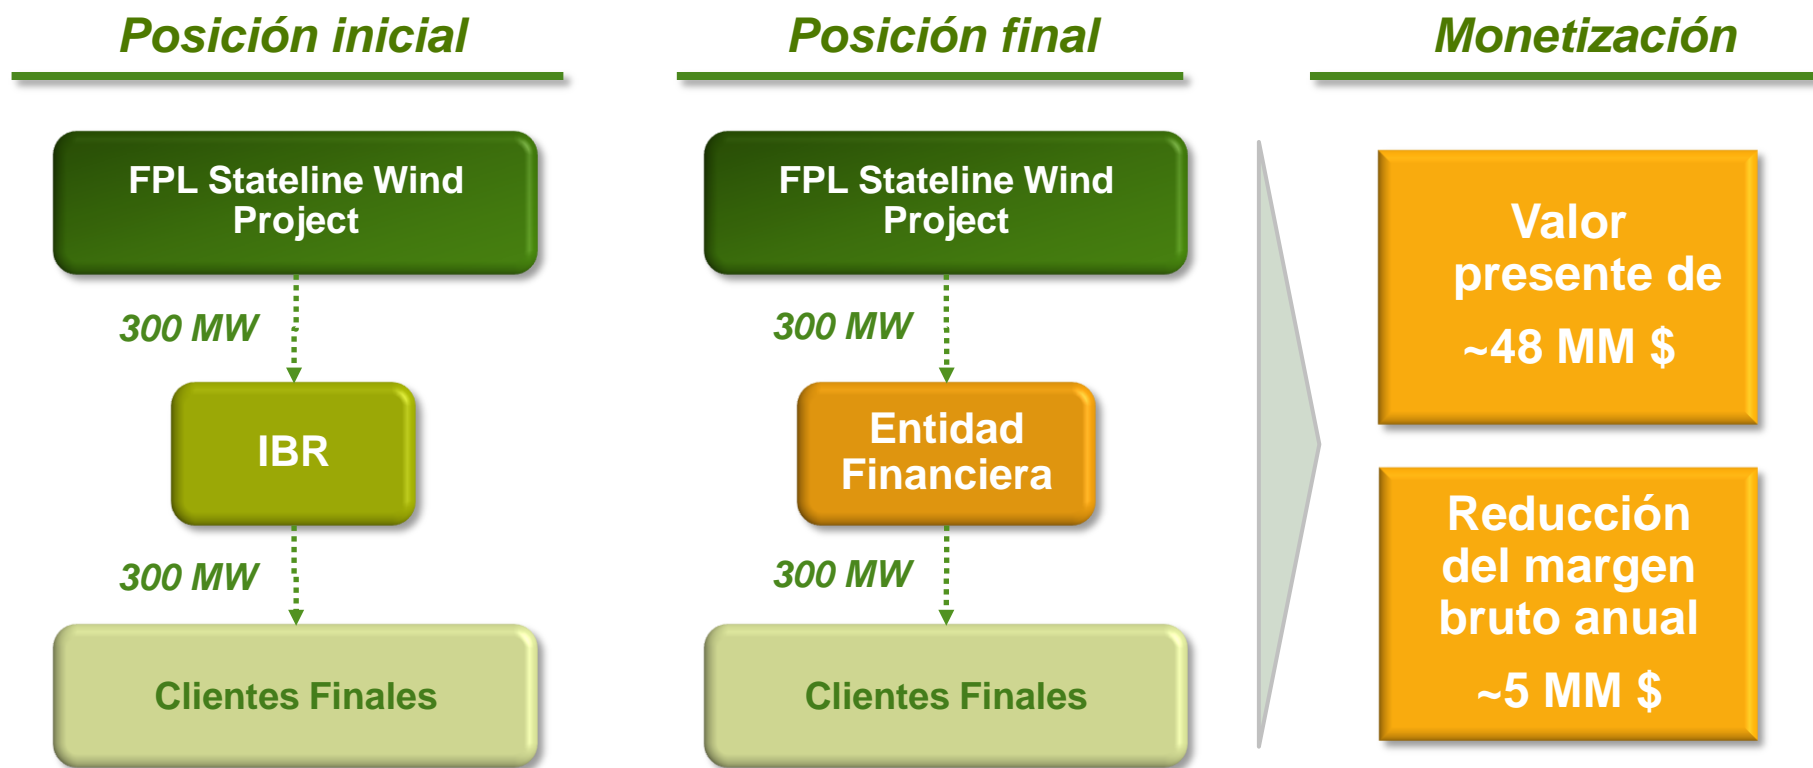 Posición inicial
FPL Stateline Wind
Project
300 MW
IBR
300 MW
Clientes Finales
Posición final
FPL Stateline Wind
Project
300 MW
Entidad
Financiera
300 MW
Clientes Finales
Monetización
Valor
presente de
~48 MM $
Reducción
del margen
bruto anual
~5 MM $